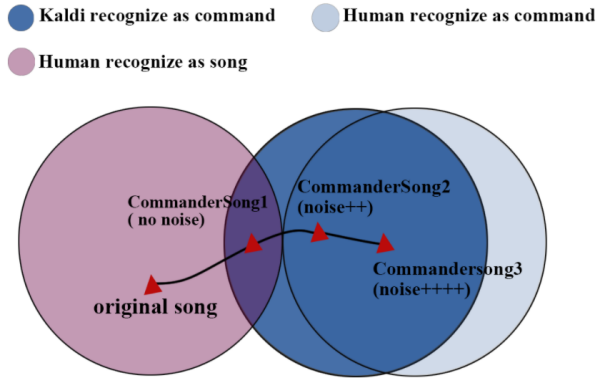 Kaldi recognize as command
Human recognize as command
Human recognize as song
CommanderSong1
( no noise)
CommanderSong2
(noise++)
Commandersong3
(noise++++)
original song